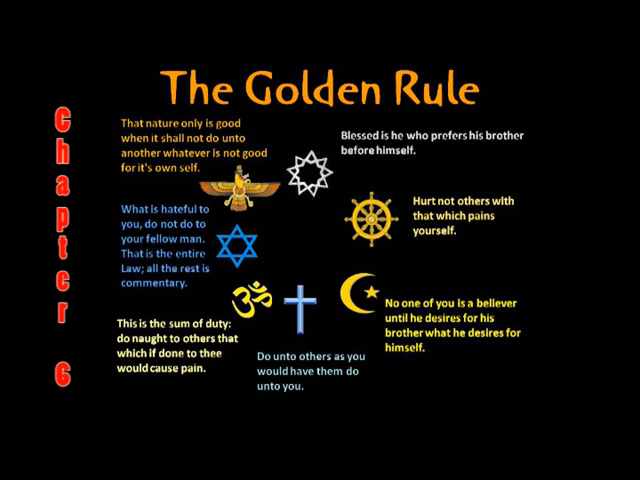 The Golden Rule
Chapter 6
That nature only is good
when it shall not do unto
another whatever is not good
for it's own self.
Blessed is he who prefers his brother
before himself.
What is hateful to
you, do not do to
your fellow man.
That is the entire
Law; all the rest is
commentary.
Hurt not others with
that which pains
yourself.
This is the sum of duty:
do naught to others that
which if done to thee
would cause pain.
Do unto others as you
would have them do
unto you.
No one of you is a believer
until he desires for his
brother what he desires for
himself.